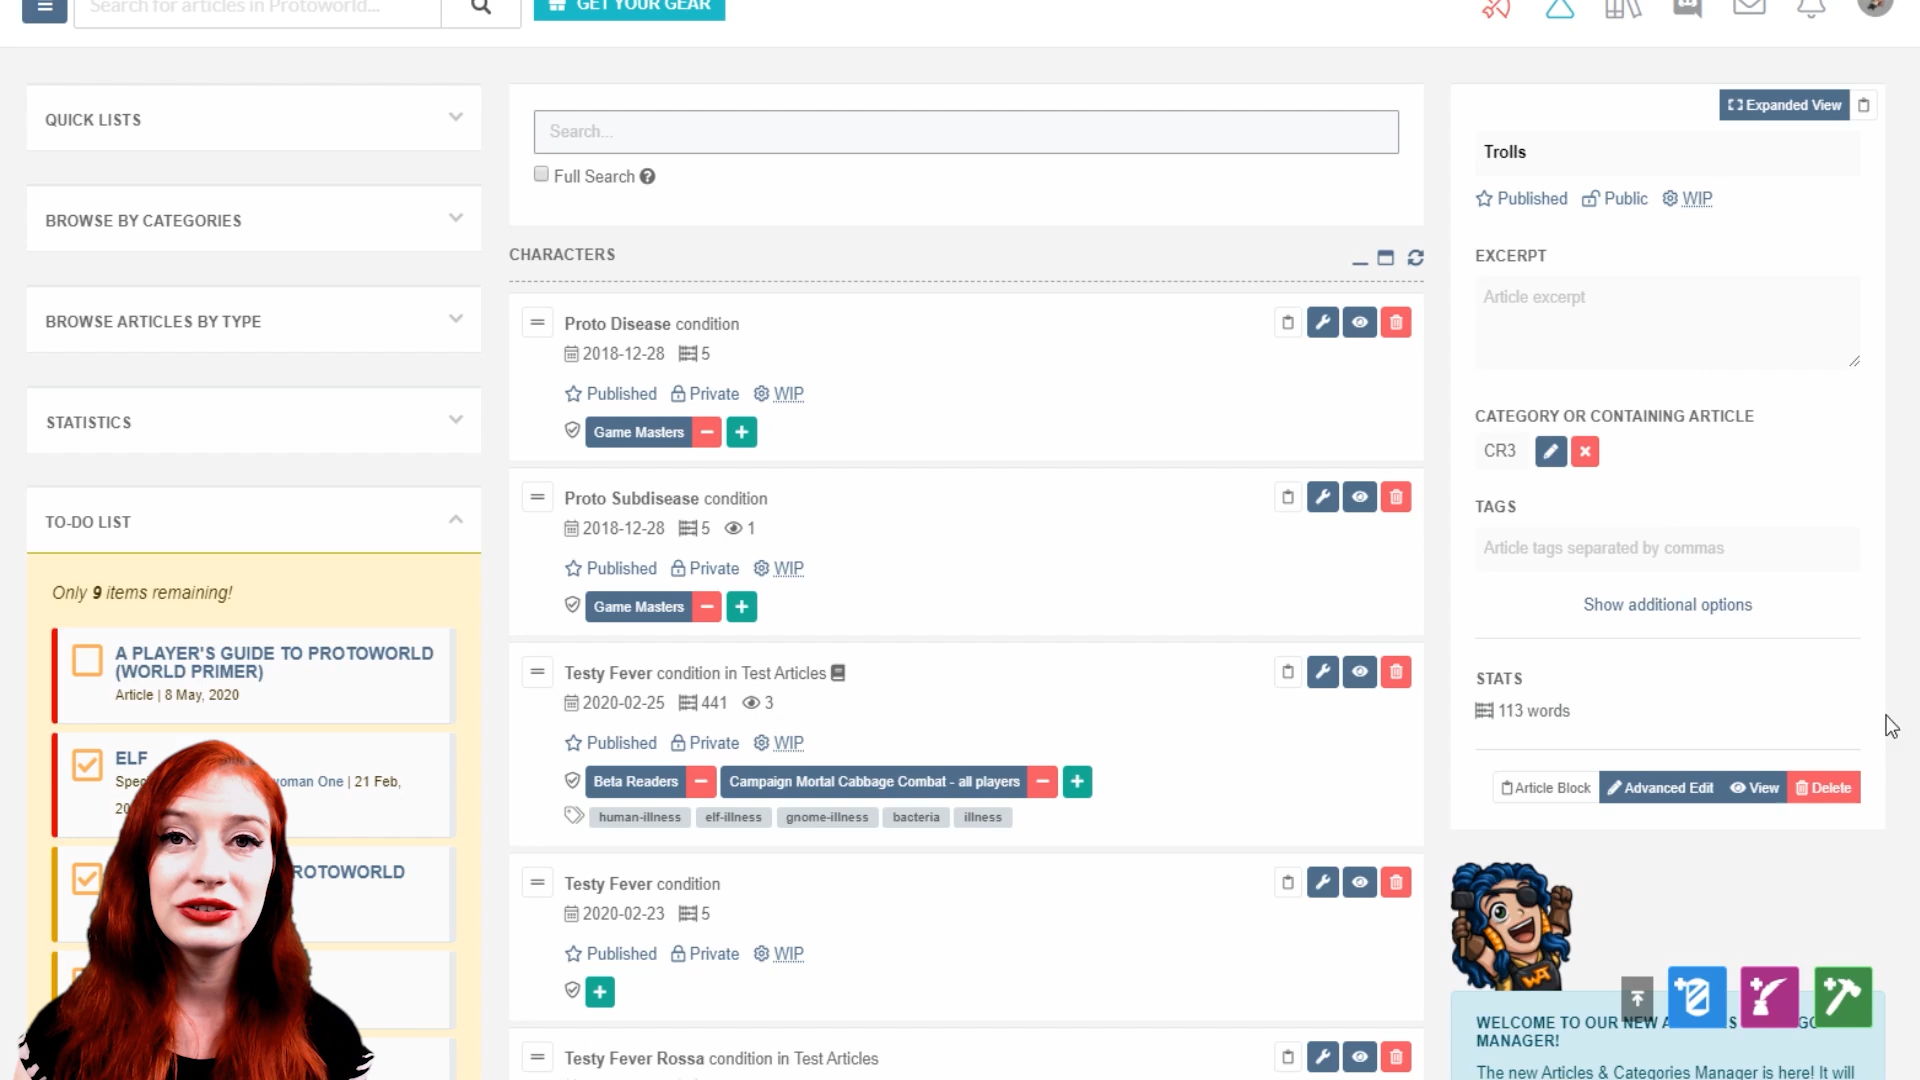 Search for articles in Protoworld...
GET YOUR GEAR
QUICK LISTS
BROWSE BY CATEGORIES
BROWSE ARTICLES BY TYPE
STATISTICS
TO-DO LIST
Only 9 items remaining!
A PLAYER'S GUIDE TO PROTOWORLD
(WORLD PRIMER)
Article | 8 May, 2020
ELF
woman One | 21 Feb,
Search...
Full Search
CHARACTERS
Proto Disease condition
2018-12-28 5
Published Private WIP
Game Masters
Proto Subdisease condition
2018-12-28 5 1
Published Private WIP
Game Masters
Testy Fever condition in Test Articles
2020-02-25 441 3
Published Private WIP
Beta Readers Campaign Mortal Cabbage Combat - all players
human-illness elf-illness gnome-illness bacteria illness
Testy Fever condition
2020-02-23 5
Published Private WIP
Testy Fever Rossa condition in Test Articles
Expanded View
Trolls
Published Public WIP
EXCERPT
Article excerpt
CATEGORY OR CONTAINING ARTICLE
CR3
TAGS
Article tags separated by commas
Show additional options
STATS
113 words
Article Block Advanced Edit View Delete
WA
WELCOME TO OUR NEW
MANAGER!
The new Articles & Categories Manager is here! It will